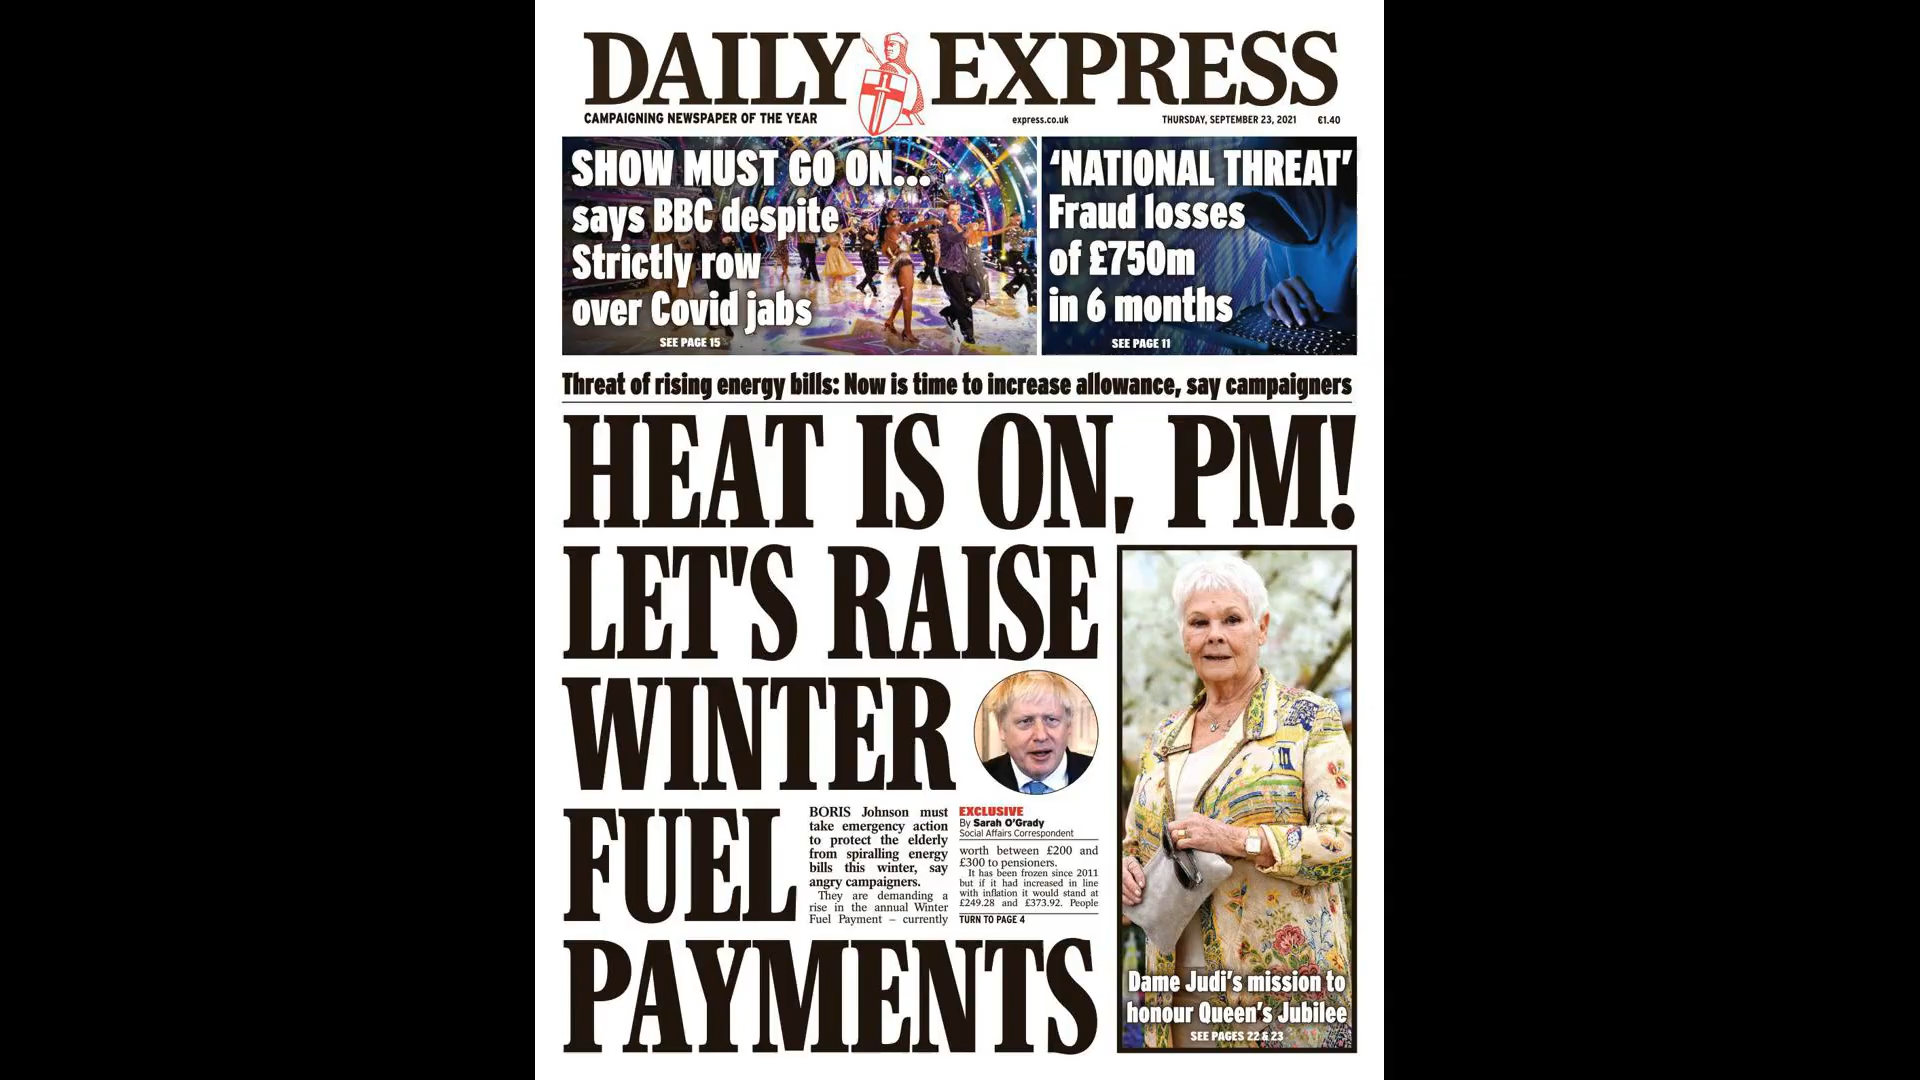 DAILY EXPRESS
CAMPAIGNING NEWSPAPER OF THE YEAR
express.co.uk
THURSDAY, SEPTEMBER 23, 2021 €1.40
SHOW MUST GO ON...
says BBC despite
Strictly row
over Covid jabs
SEE PAGE 15
‘NATIONAL THREAT’
Fraud losses
of £750m
in 6 months
SEE PAGE 11
Threat of rising energy bills: Now is time to increase allowance, say campaigners
HEAT IS ON, PM!
LET'S RAISE
WINTER
FUEL
PAYMENTS
BORIS Johnson must
take emergency action
to protect the elderly
from spiralling energy
bills this winter, say
angry campaigners.
They are demanding a
rise in the annual Winter
Fuel Payment – currently
EXCLUSIVE
By Sarah O’Grady
Social Affairs Correspondent
worth between £200 and
£300 to pensioners.
It has been frozen since 2011
but if it had increased in line
with inflation it would stand at
£249.28 and £373.92. People
TURN TO PAGE 4
Dame Judi’s mission to
honour Queen’s Jubilee
SEE PAGES 22 & 23